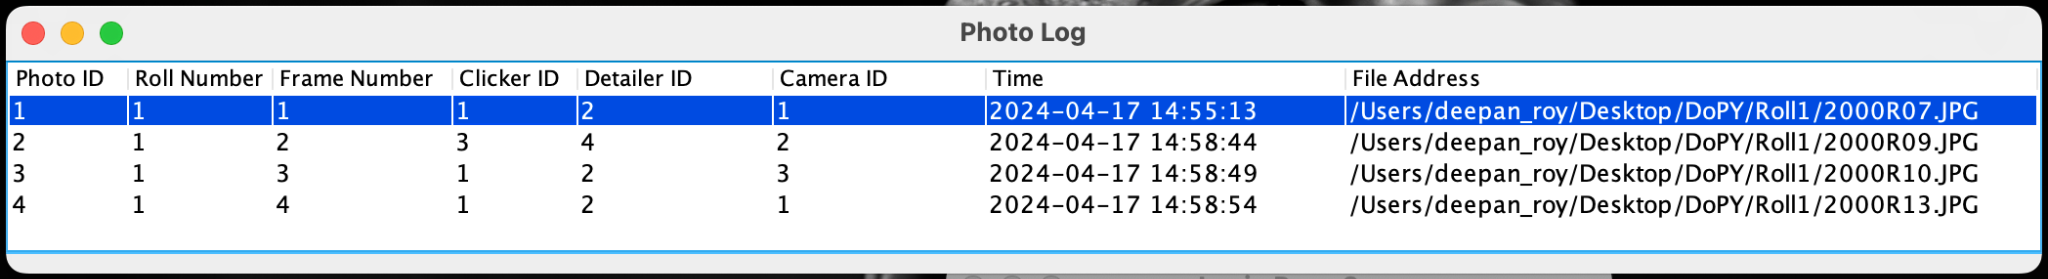 Photo Log
Photo ID Roll Number Frame Number Clicker ID Detailer ID Camera ID Time File Address
1 1 1 1 2 1 2024-04-17 14:55:13 /Users/deepan_roy/Desktop/DoPY/Roll1/2000R07.JPG
2 1 2 3 4 2 2024-04-17 14:58:44 /Users/deepan_roy/Desktop/DoPY/Roll1/2000R09.JPG
3 1 3 1 2 3 2024-04-17 14:58:49 /Users/deepan_roy/Desktop/DoPY/Roll1/2000R10.JPG
4 1 4 1 2 1 2024-04-17 14:58:54 /Users/deepan_roy/Desktop/DoPY/Roll1/2000R13.JPG